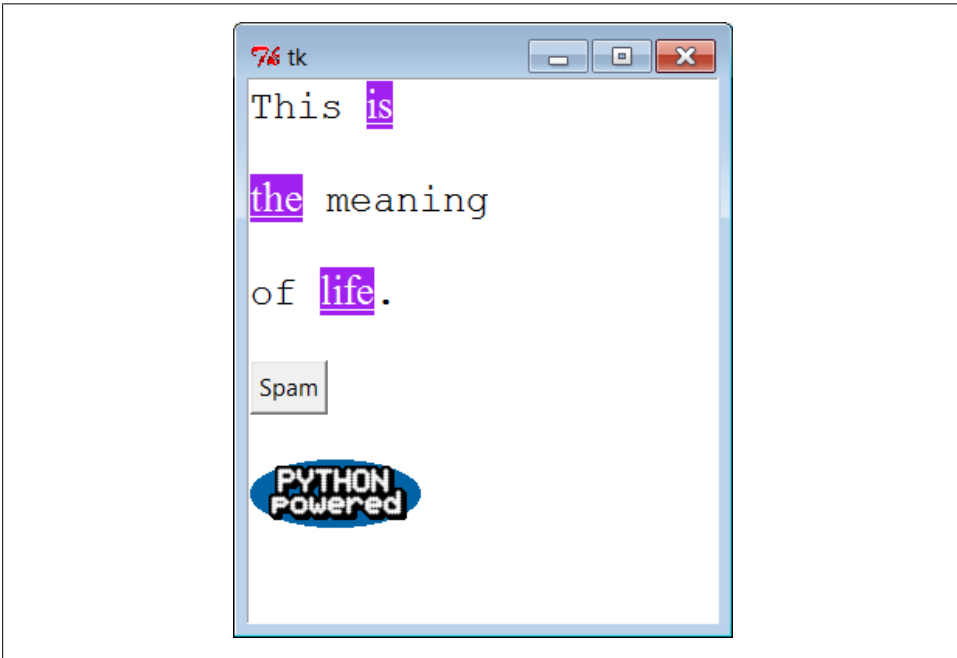 tk
This is
the meaning
of life.
Spam
PYTHON
powered